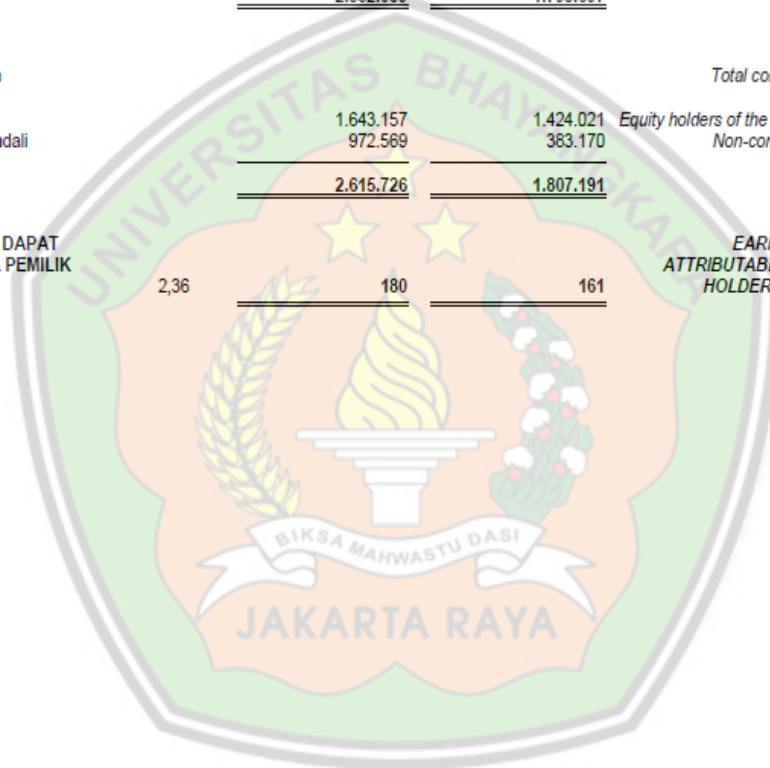 Total co
1.643.157 1.424.021 Equity holders of the
ndali 972.569 383.170 Non-con
2.615.726 1.807.191
DAPAT EARI
PEMILIK ATTRIBUTABI
2,36 180 161 HOLDER
UNIVERSITAS BHAYANGKARA
BIKSA MAHWASTU DASI
JAKARTA RAYA